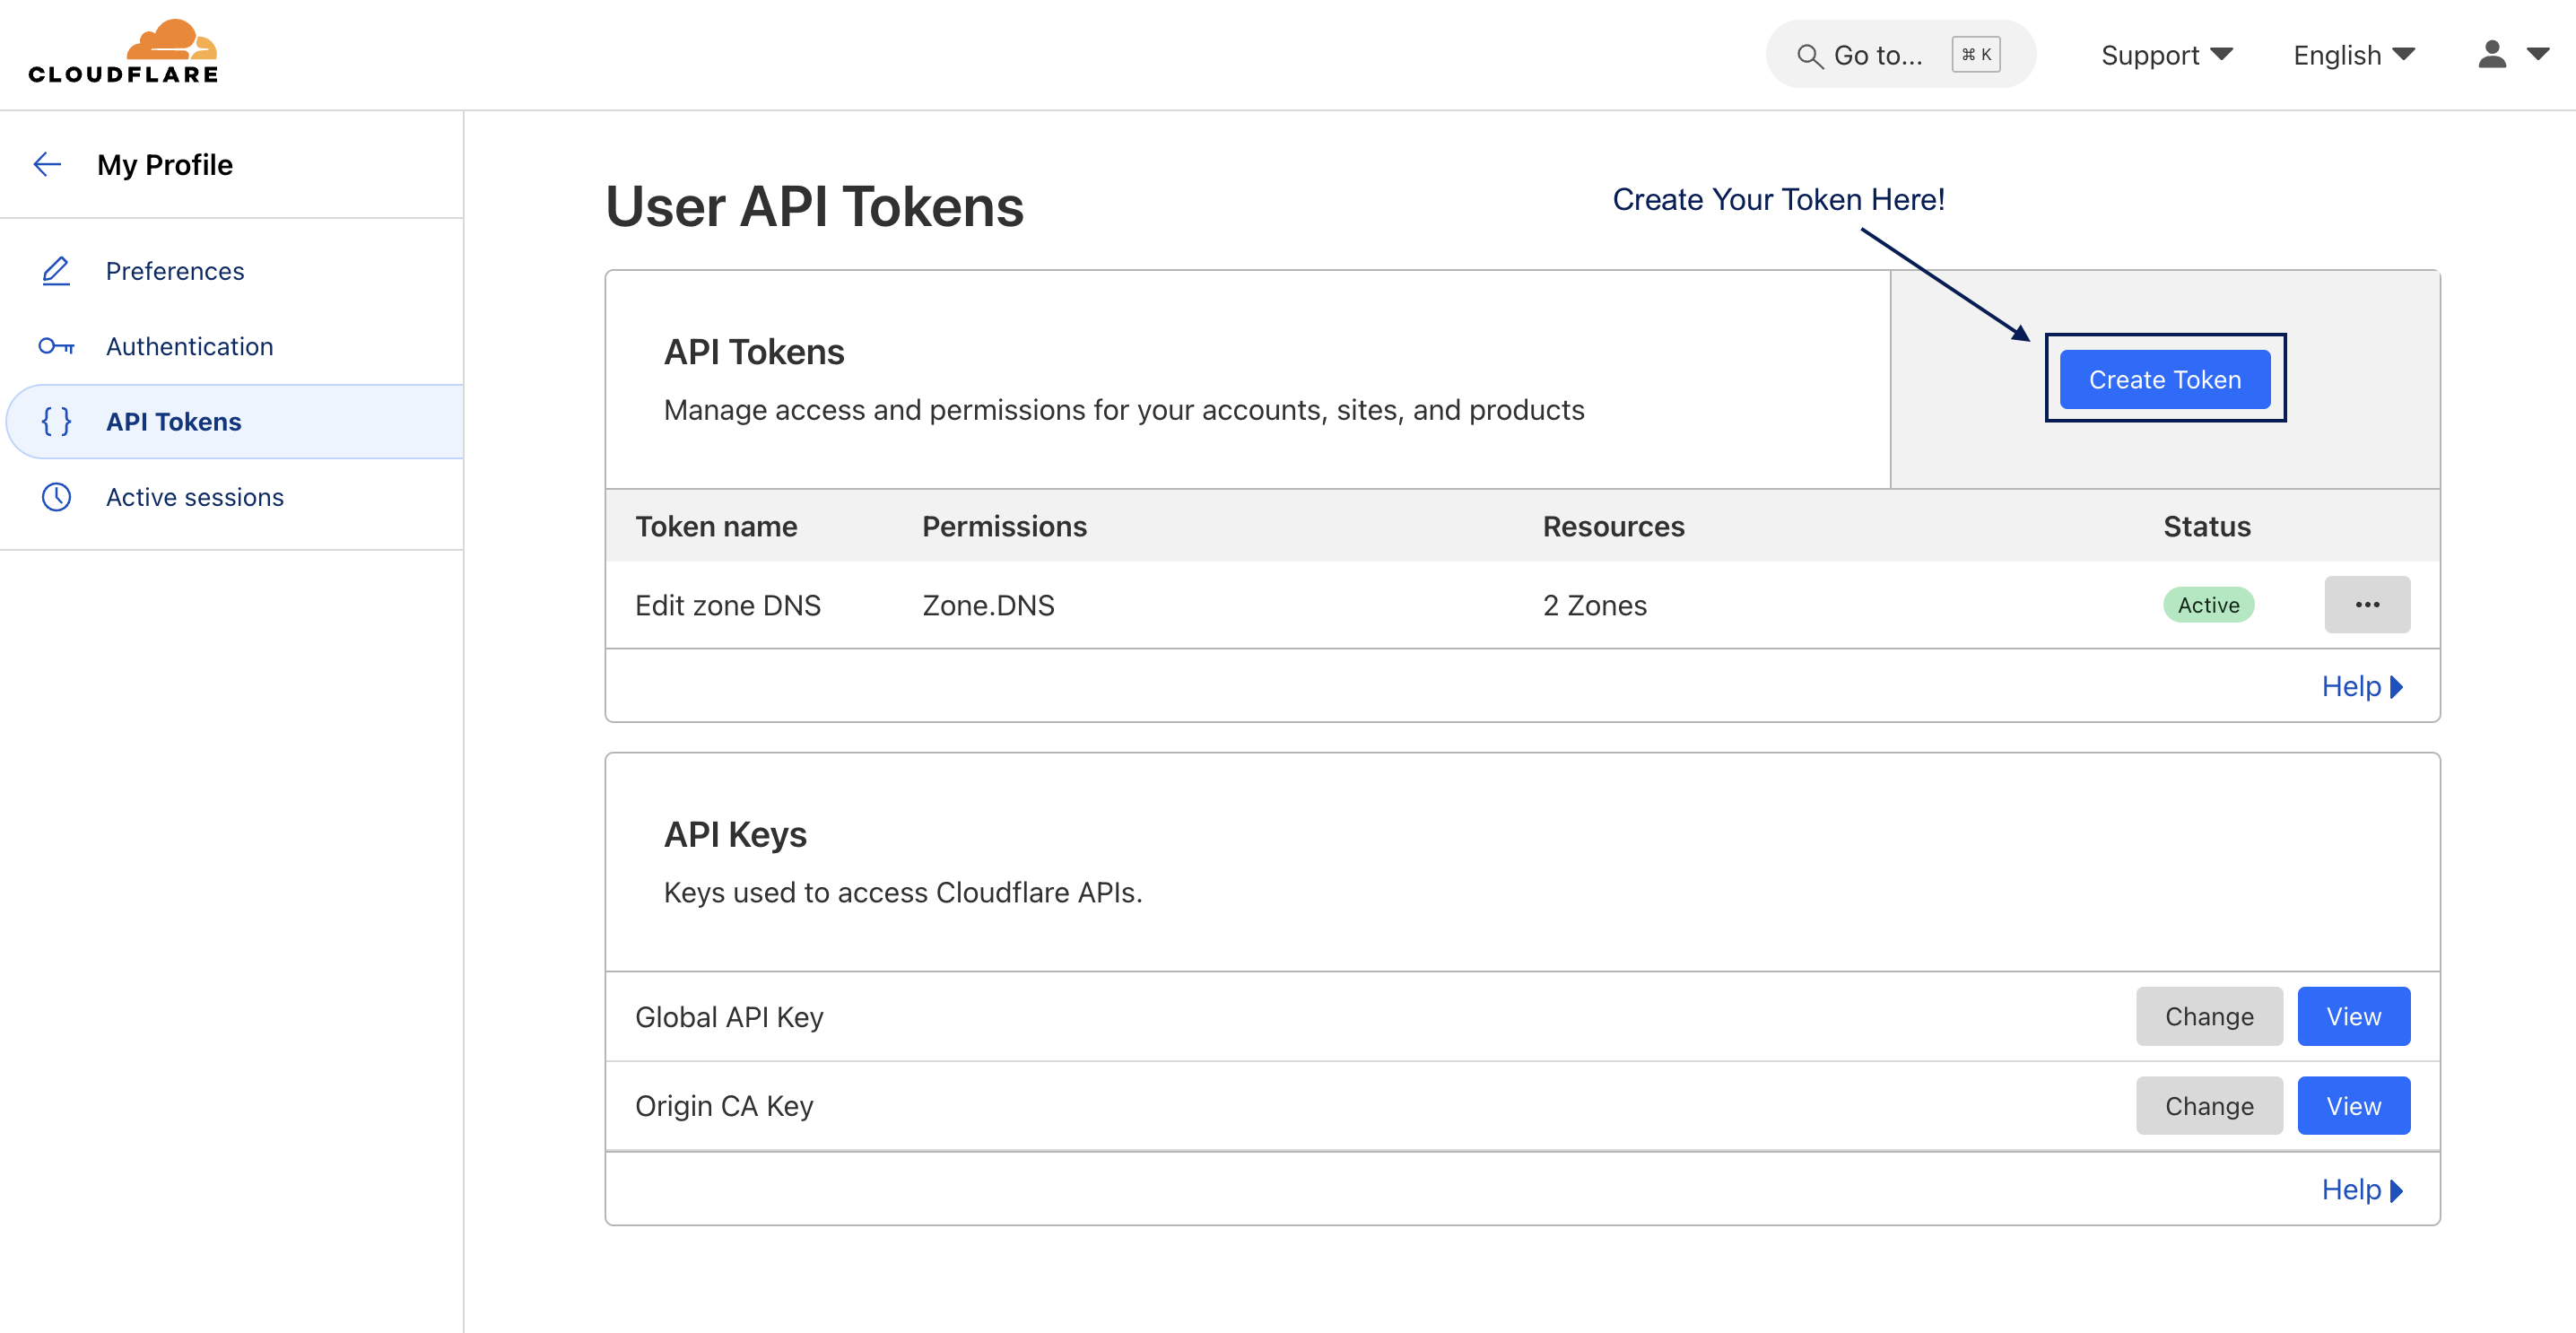 CLOUDFLARE
Go to... ⌘ K
Support
English
My Profile
Preferences
Authentication
API Tokens
Active sessions
User API Tokens
Create Your Token Here!
API Tokens
Manage access and permissions for your accounts, sites, and products
Create Token
Token name Permissions Resources Status
Edit zone DNS Zone.DNS 2 Zones Active ...
Help
API Keys
Keys used to access Cloudflare APIs.
Global API Key Change View
Origin CA Key Change View
Help